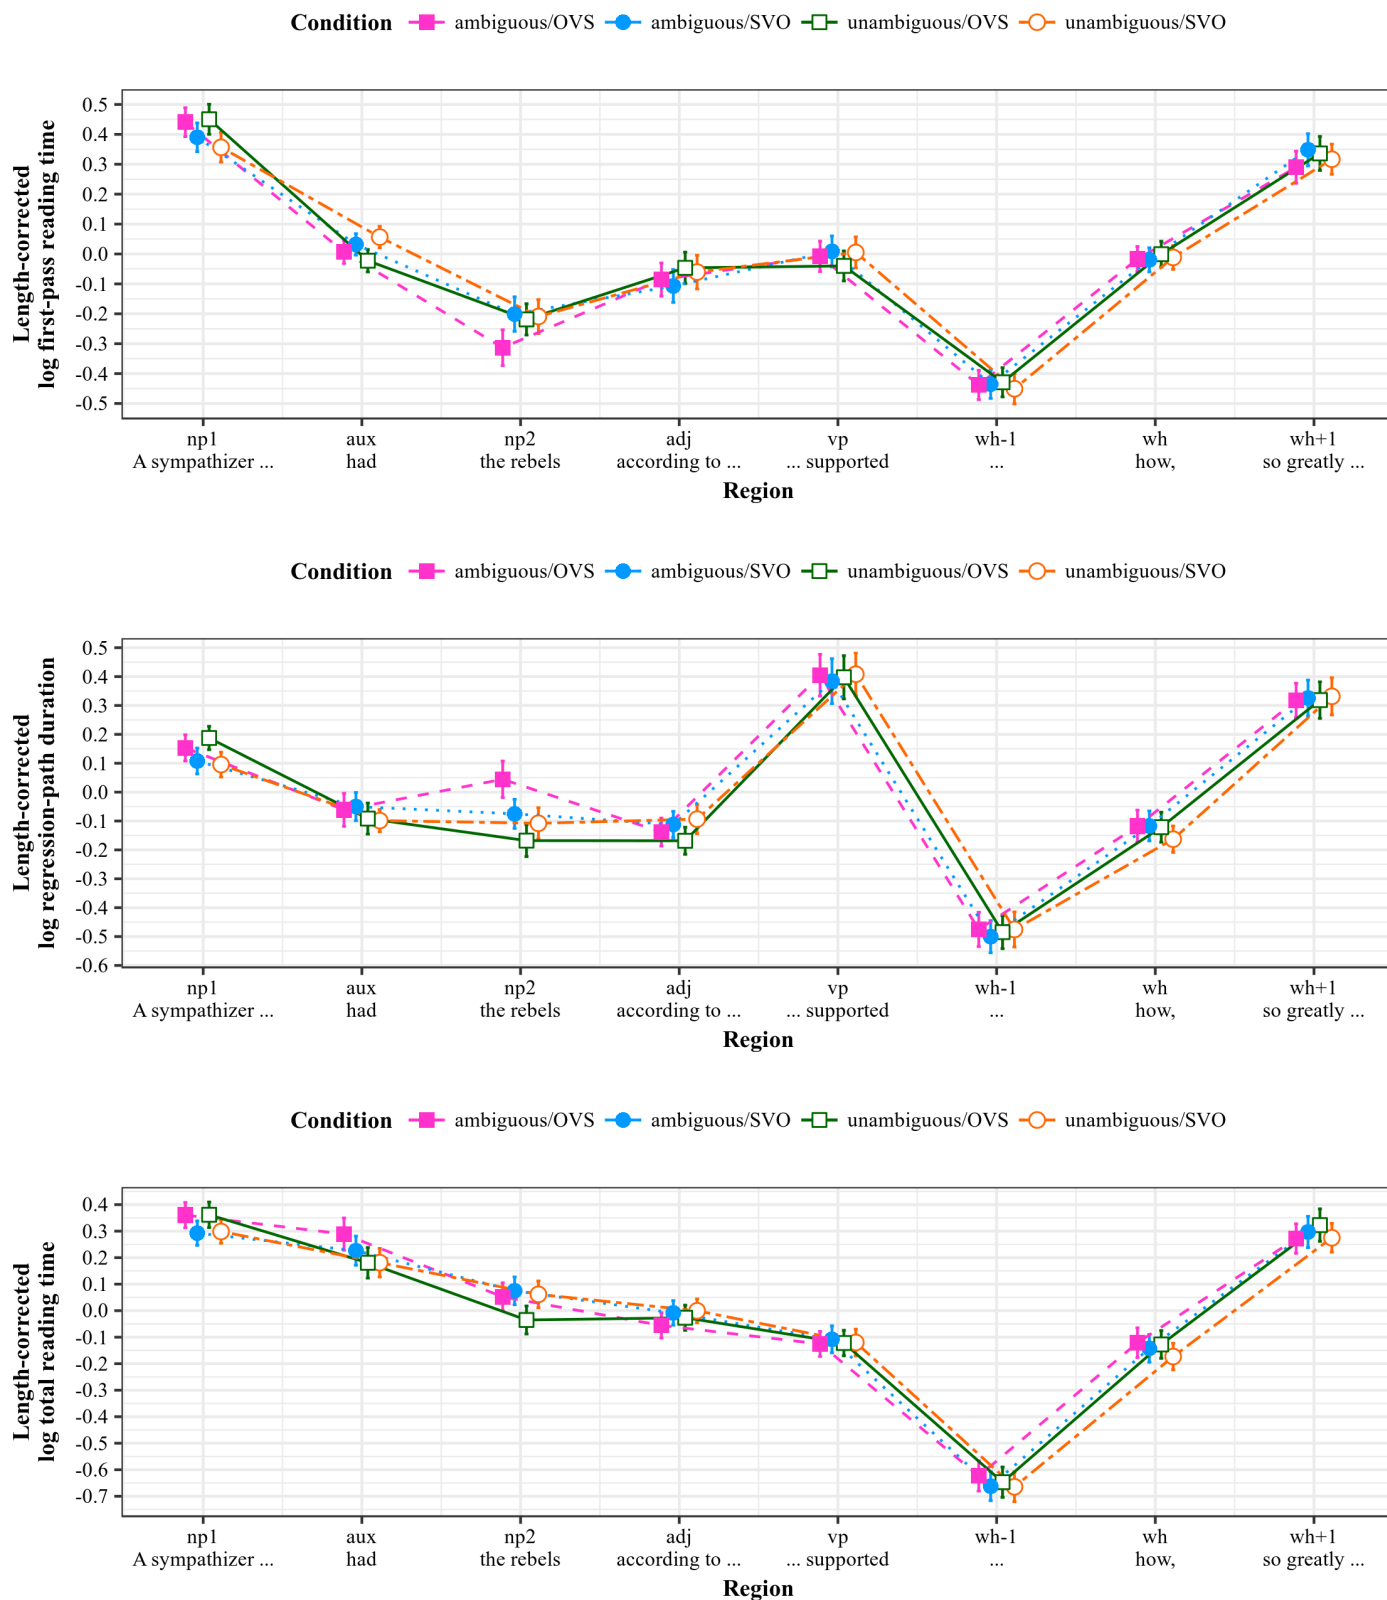 Condition ambiguous/OVS ambiguous/SVO unambiguous/OVS unambiguous/SVO
Length-corrected
log first-pass reading time
0.5
0.4
0.3
0.2
0.1
0.0
-0.1
-0.2
-0.3
-0.4
-0.5
np1 aux np2 adj vp wh-1 wh wh+1
A sympathizer ... had the rebels according to ... ... supported ... how, so greatly ...
Region
Condition ambiguous/OVS ambiguous/SVO unambiguous/OVS unambiguous/SVO
Length-corrected
log regression-path duration
0.5
0.4
0.3
0.2
0.1
0.0
-0.1
-0.2
-0.3
-0.4
-0.5
-0.6
np1 aux np2 adj vp wh-1 wh wh+1
A sympathizer ... had the rebels according to ... ... supported ... how, so greatly ...
Region
Condition ambiguous/OVS ambiguous/SVO unambiguous/OVS unambiguous/SVO
Length-corrected
log total reading time
0.4
0.3
0.2
0.1
0.0
-0.1
-0.2
-0.3
-0.4
-0.5
-0.6
-0.7
np1 aux np2 adj vp wh-1 wh wh+1
A sympathizer ... had the rebels according to ... ... supported ... how, so greatly ...
Region